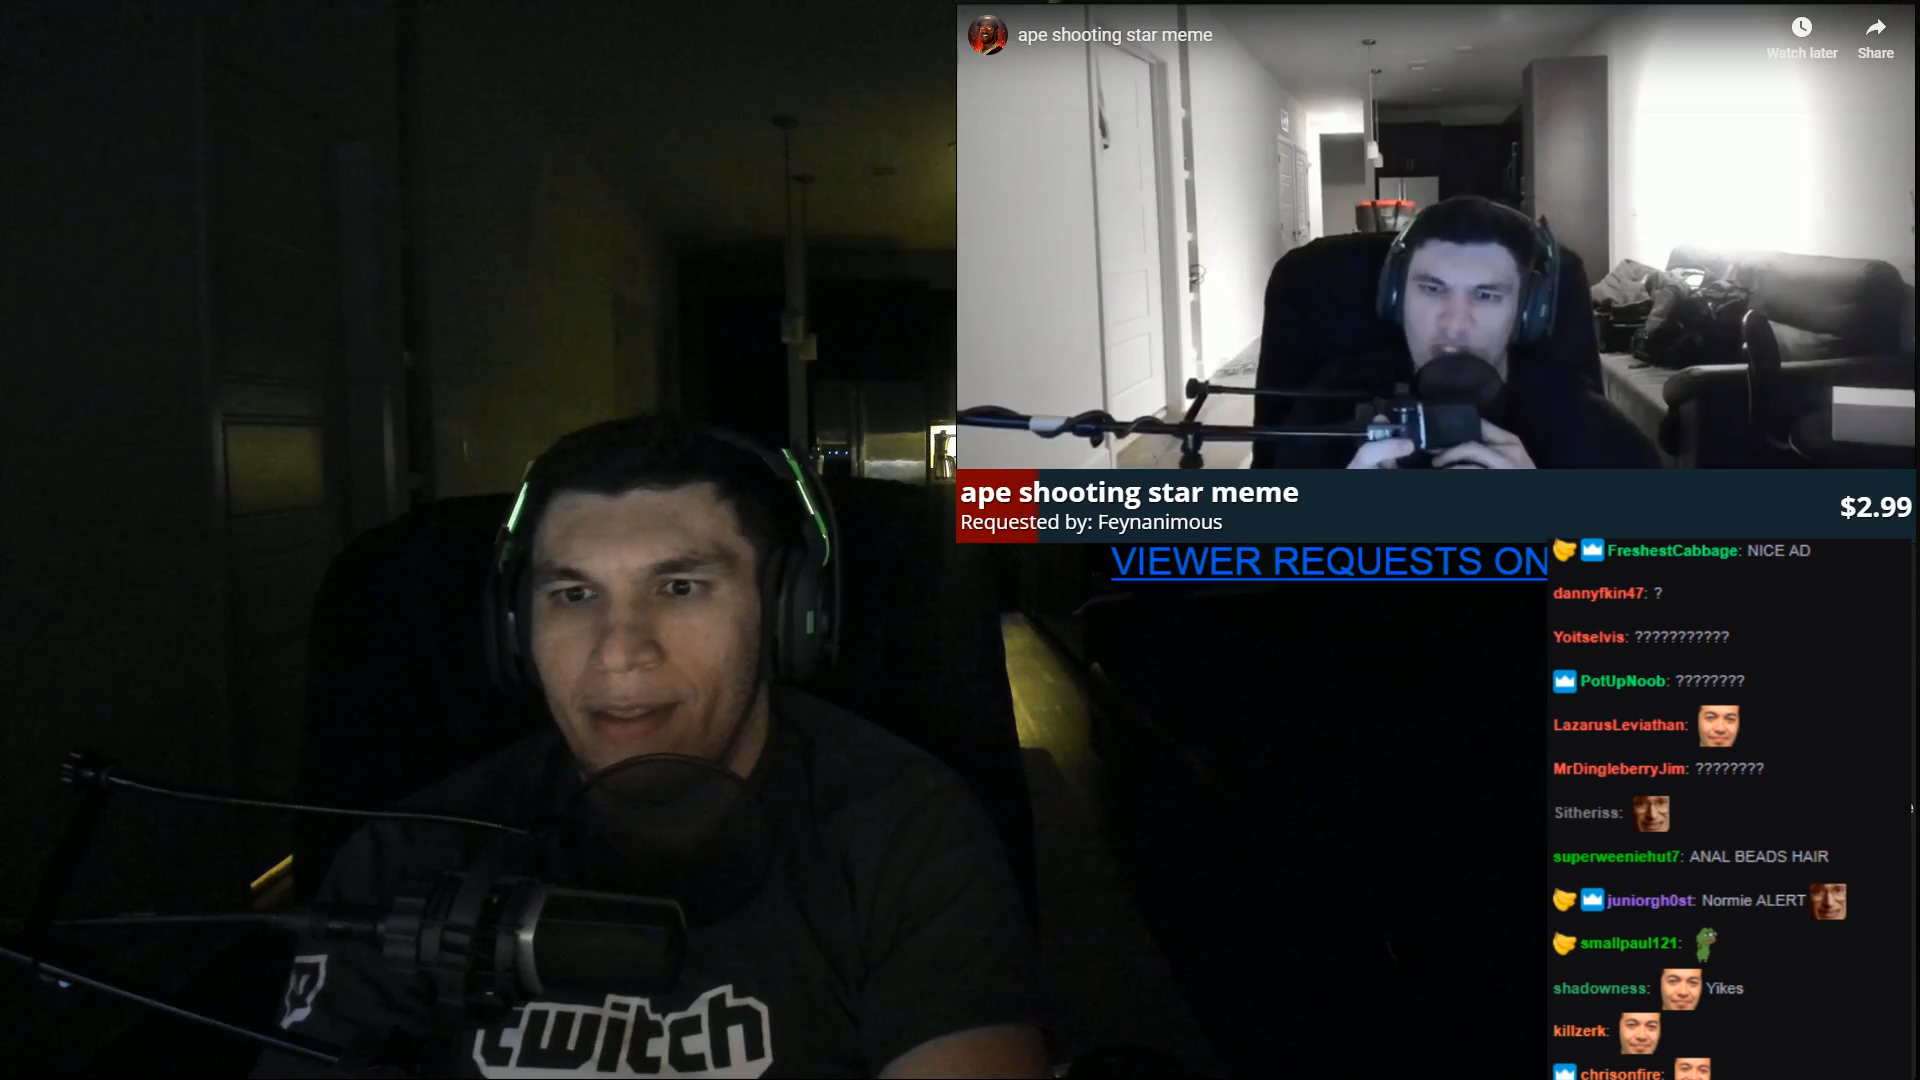 ape shooting star meme
Watch later
Share
ape shooting star meme
Requested by: Feynanimous
$2.99
VIEWER REQUESTS ON
FreshestCabbage: NICE AD
dannyfkin47: ?
Yoitselvis: ???????????
PotUpNoob: ????????
LazarusLeviathan:
MrDingleberryJim: ????????
Sitheriss:
superweeniehut7: ANAL BEADS HAIR
juniorgh0st: Normie ALERT
smallpaul121:
shadowness: Yikes
killzerk:
chrisonfire:
twitch